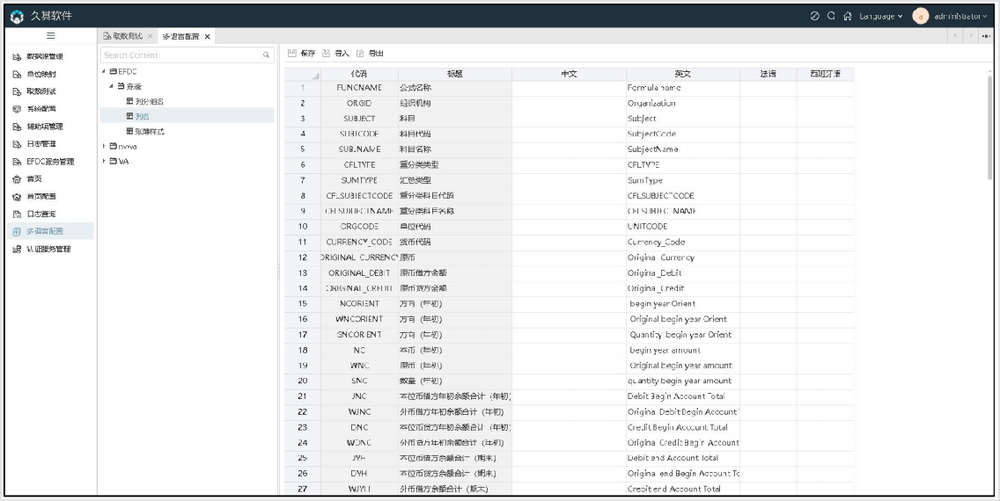 久其软件
Language
a
administrator
取数测试 ×
多语言配置 ×
数据源管理
单位映射
取数测试
系统配置
辅助项管理
日志管理
EFDC服务管理
首页
首页配置
日志查询
多语言配置
认证服务管理
Search Content
EFDC
穿透
列分组名
列名
账簿样式
nvwa
VA
保存 导入 导出
代码 标题 中文 英文 法语 西班牙语
1 FUNCNAME 公式名称 Formula name
2 ORGID 组织机构 Organization
3 SUBJECT 科目 Subject
4 SUBJCODE 科目代码 SubjectCode
5 SUBJNAME 科目名称 SubjectName
6 CFLTYPE 重分类类型 CFLTYPE
7 SUMTYPE 汇总类型 SumType
8 CFLSUBJECTCODE 重分类科目代码 CFLSUBJECTCODE
9 CFLSUBJECTNAME 重分类科目名称 CFLSUBJECTNAME
10 ORGCODE 单位代码 UNITCODE
11 CURRENCY_CODE 货币代码 Currency_Code
12 ORIGINAL_CURRENCY 原币 Original_Currency
13 ORIGINAL_DEBIT 原币借方金额 Original_Debit
14 ORIGINAL_CREDIT 原币贷方金额 Original_Credit
15 NCORIENT 方向（年初） begin year Orient
16 WNCORIENT 方向（年初） Original begin year Orient
17 SNCORIENT 方向（年初） Quantity begin year Orient
18 NC 本币（年初） begin year amount
19 WNC 原币（年初） Original begin year amount
20 SNC 数量（年初） quantity begin year amount
21 JNC 本位币借方年初余额合计（年初） Debit Begin Account Total
22 WJNC 外币借方年初余额合计（年初） Original Debit Begin Account
23 DNC 本位币贷方年初余额合计（年初） Credit Begin Account Total
24 WDNC 外币贷方年初余额合计（年初） Original Credit Begin Account
25 JYH 本位币借方余额合计（期末） Debit end Account Total
26 DYH 本位币贷方余额合计（期末） Original end Begin Account To
27 WJYH 外币借方余额合计（期末） Crebit end Account Total